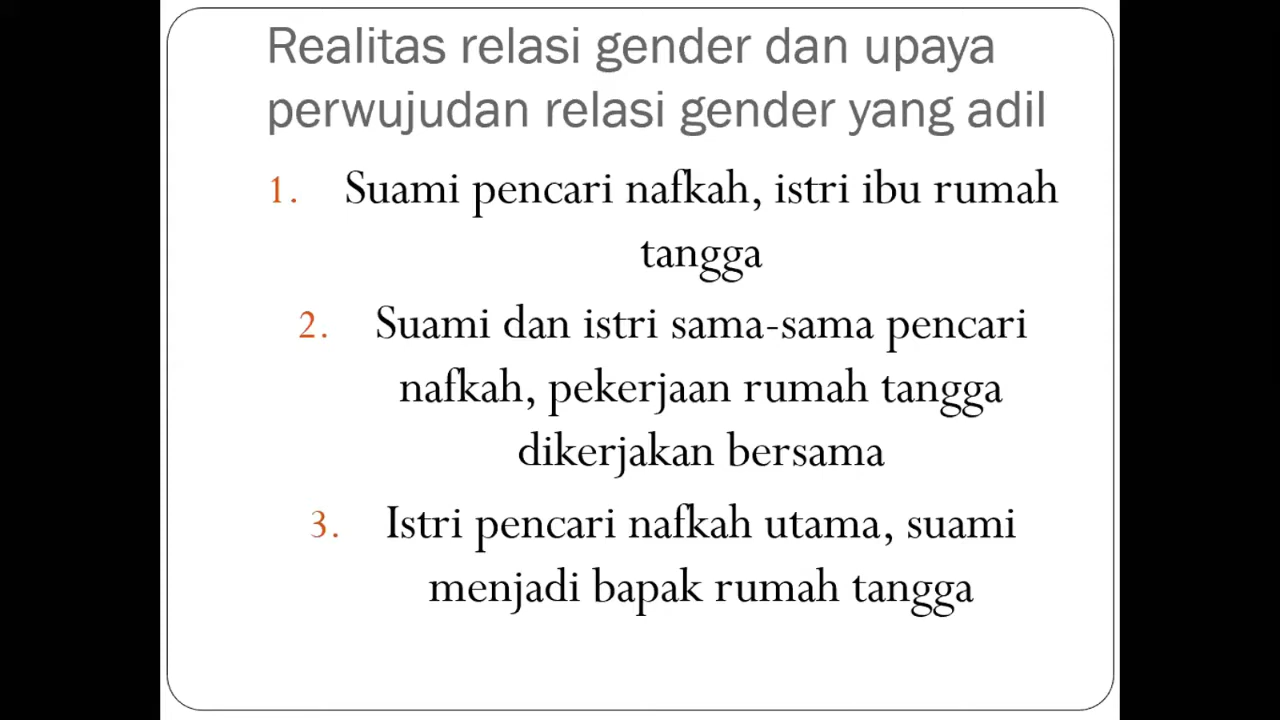 Realitas relasi gender dan upaya
perwujudan relasi gender yang adil
1. Suami pencari nafkah, istri ibu rumah
tangga
2. Suami dan istri sama-sama pencari
nafkah, pekerjaan rumah tangga
dikerjakan bersama
3. Istri pencari nafkah utama, suami
menjadi bapak rumah tangga